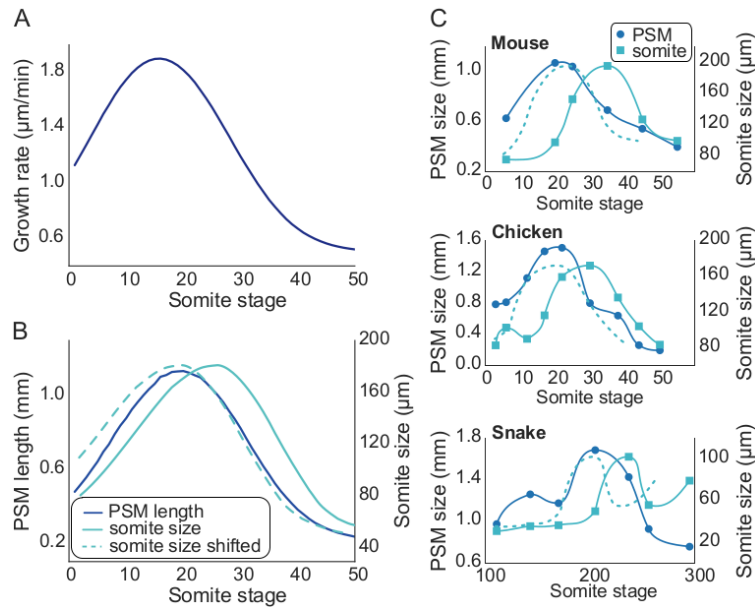 A
Growth rate (µm/min)
1.8
1.4
1.0
0.6
0 10 20 30 40 50
Somite stage
B
PSM length (mm)
1.0
0.6
0.2
200
160
120
80
40
Somite size (µm)
PSM length
somite size
somite size shifted
0 10 20 30 40 50
Somite stage
C
PSM
somite
Mouse
PSM size (mm)
1.0
0.6
0.2
200
160
120
80
Somite size (µm)
0 10 20 30 40 50
Somite stage
Chicken
PSM size (mm)
1.6
1.2
0.8
0.4
0.0
200
160
120
80
Somite size (µm)
0 10 20 30 40 50
Somite stage
Snake
PSM size (mm)
1.8
1.4
1.0
0.6
100
60
20
Somite size (µm)
100 200 300
Somite stage